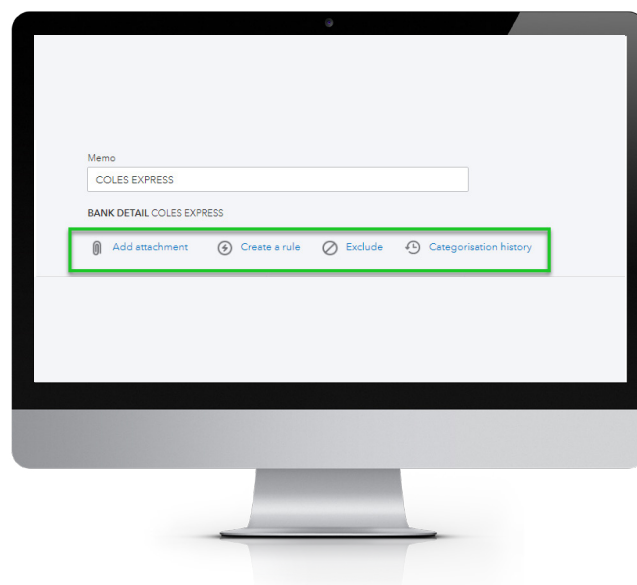 Memo
COLES EXPRESS
BANK DETAIL COLES EXPRESS
Add attachment Create a rule Exclude Categorisation history